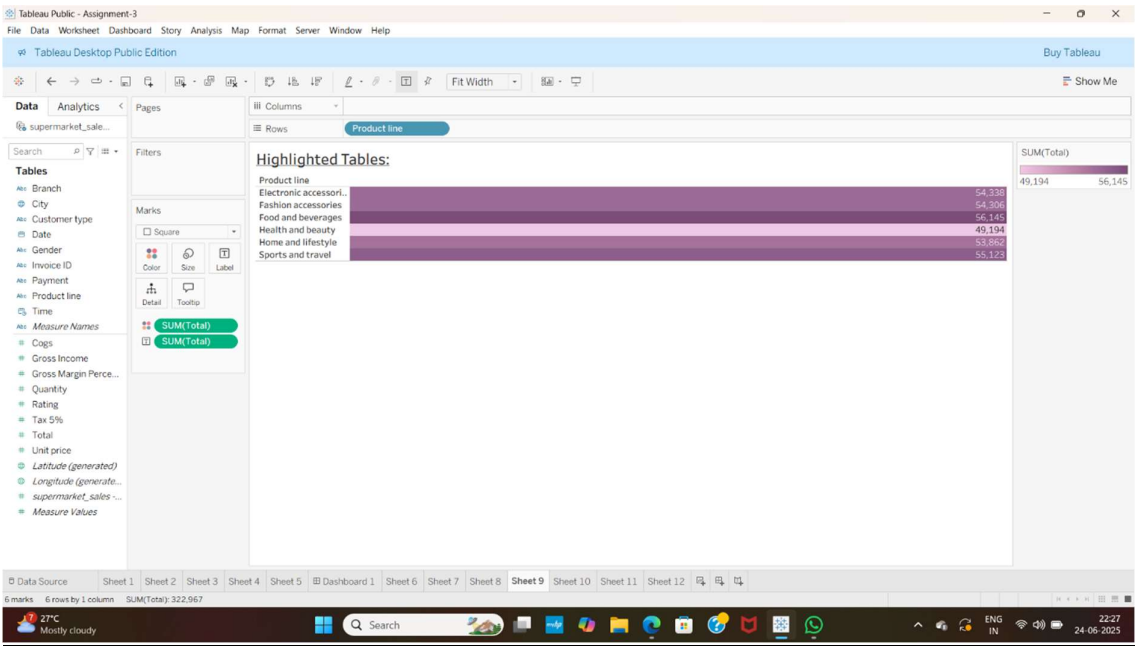 Tableau Public - Assignment-3
File Data Worksheet Dashboard Story Analysis Map Format Server Window Help
Tableau Desktop Public Edition Buy Tableau
Fit Width Show Me
Data Analytics Pages Columns
supermarket_sale... Rows Product line
Search Filters Highlighted Tables: SUM(Total)
Tables Product line 49,194 56,145
Abc Branch Electronic accessori.. 54,338
City Fashion accessories 54,306
Abc Customer type Marks Food and beverages 56,145
Date Square Health and beauty 49,194
Abc Gender Home and lifestyle 53,862
Abc Invoice ID Color Size Label Sports and travel 55,123
Abc Payment
Abc Product line Detail Tooltip
Time
Abc Measure Names SUM(Total)
Cogs SUM(Total)
Gross Income
Gross Margin Perce...
Quantity
Rating
Tax 5%
Total
Unit price
Latitude (generated)
Longitude (generate...
supermarket_sales -...
Measure Values
Data Source Sheet 1 Sheet 2 Sheet 3 Sheet 4 Sheet 5 Dashboard 1 Sheet 6 Sheet 7 Sheet 8 Sheet 9 Sheet 10 Sheet 11 Sheet 12
6 marks 6 rows by 1 column SUM(Total): 322,967
7 27°C Search ENG 22:27
Mostly cloudy IN 24-06-2025